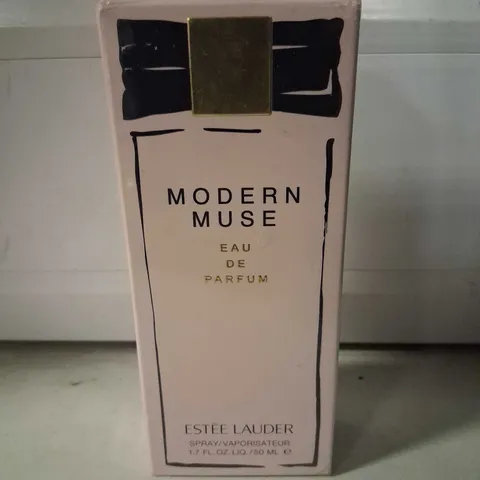 MODERN
MUSE
EAU
DE
PARFUM
ESTĒE LAUDER
SPRAY/VAPORISATEUR
1.7 FL.OZ.LIQ./50 ML ℮